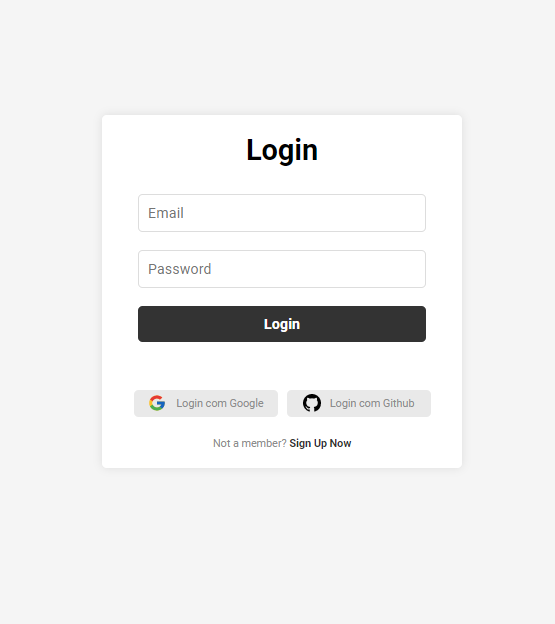 Login
Email
Password
Login
Login com Google
Login com Github
Not a member? Sign Up Now